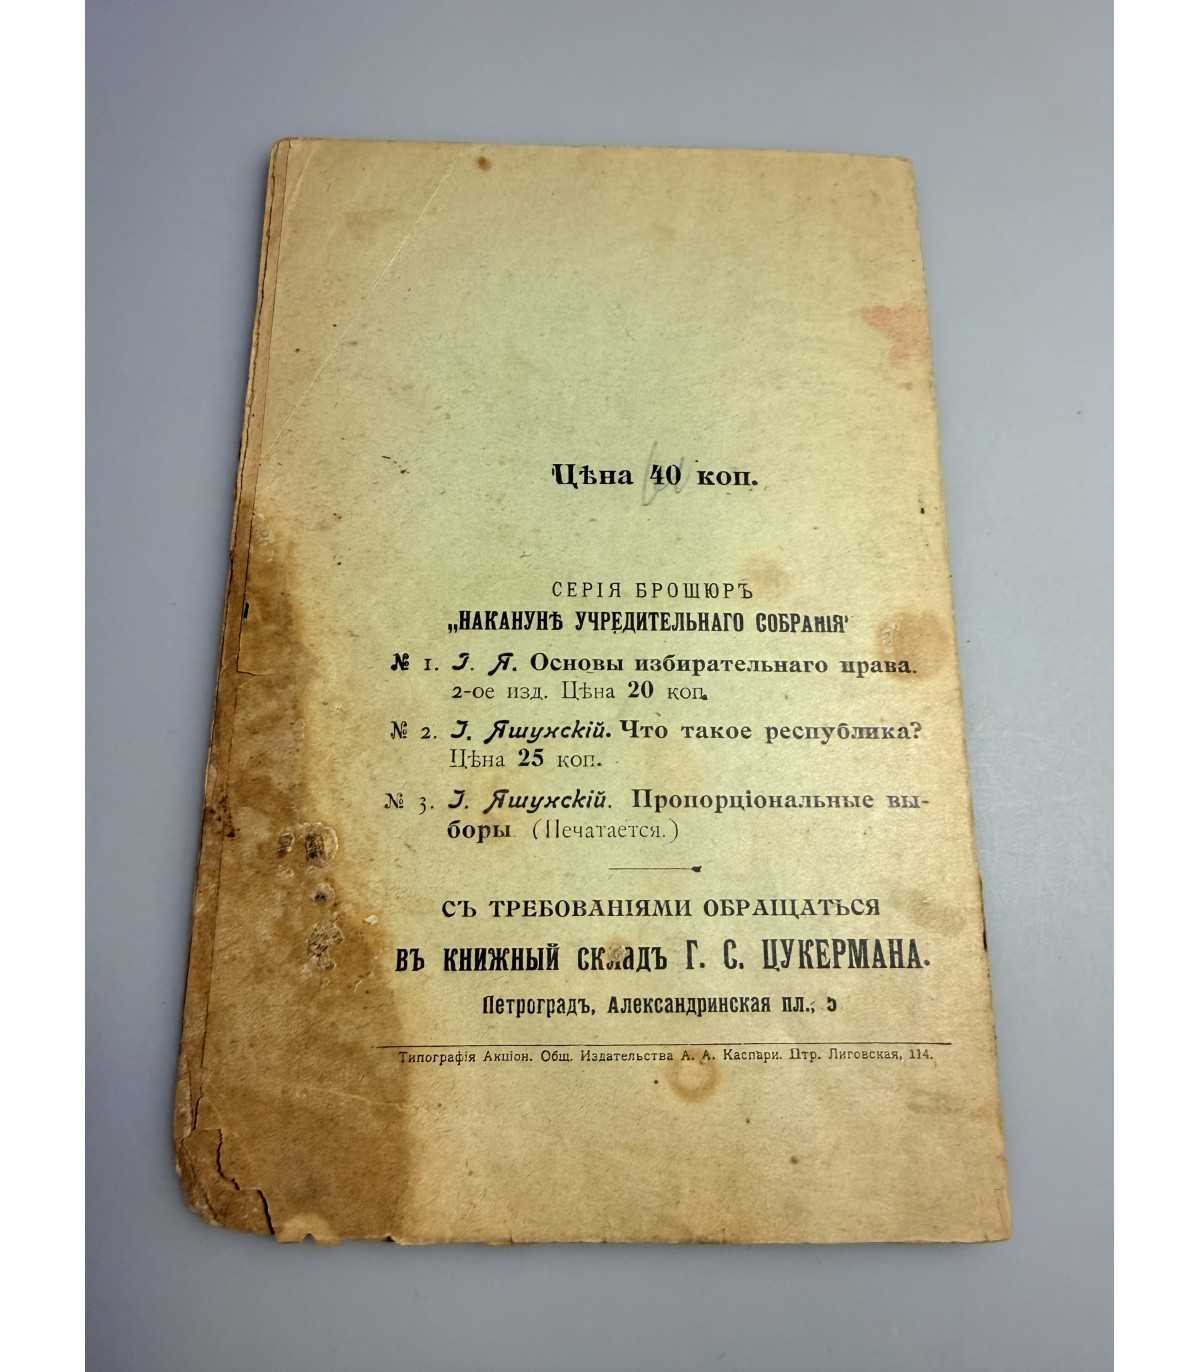 Цѣна 40 коп.
СЕРІЯ БРОШЮРЪ
„НАКАНУНѢ УЧРЕДИТЕЛЬНАГО СОБРАНІЯ"
№ 1. І. Я. Основы избирательнаго права.
2-ое изд. Цѣна 20 коп.
№ 2. І. Яшунскій. Что такое республика?
Цѣна 25 коп.
№ 3. І. Яшунскій. Пропорціональные вы-
боры (Печатается.)
СЪ ТРЕБОВАНІЯМИ ОБРАЩАТЬСЯ
ВЪ КНИЖНЫЙ СКЛАДЪ Г. С. ЦУКЕРМАНА.
Петроградъ, Александринская пл., 5
Типографія Акціон. Общ. Издательства А. А. Каспари. Птр. Лиговская, 114.